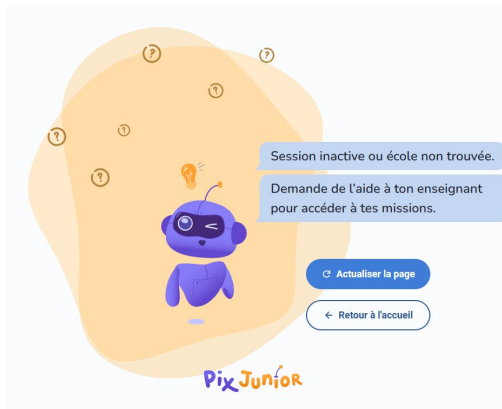 Session inactive ou école non trouvée.
Demande de l'aide à ton enseignant
pour accéder à tes missions.
Actualiser la page
Retour à l'accueil
Pix Junior